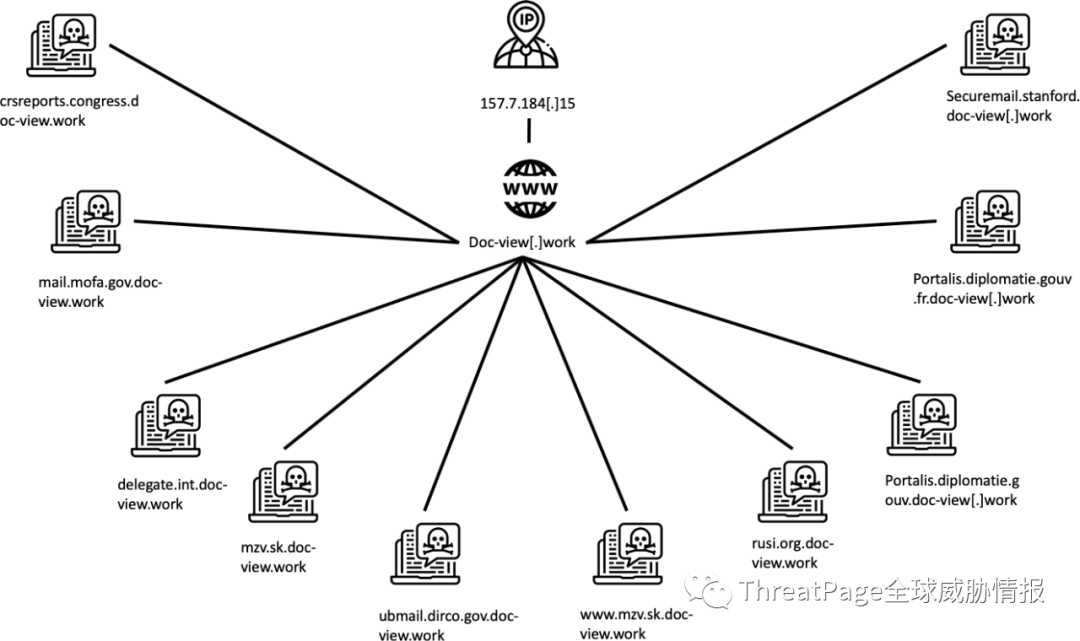 IP
157.7.184[.]15
www
Doc-view[.]work
crsreports.congress.d
oc-view.work
Securemail.stanford.
doc-view[.]work
mail.mofa.gov.doc-
view.work
Portalis.diplomatie.gouv
.fr.doc-view[.]work
delegate.int.doc-
view.work
Portalis.diplomatie.g
ouv.doc-view[.]work
mzv.sk.doc-
view.work
rusi.org.doc-
view.work
ubmail.dirco.gov.doc-
view.work
www.mzv.sk.doc-
view.work
ThreatPage全球威胁情报